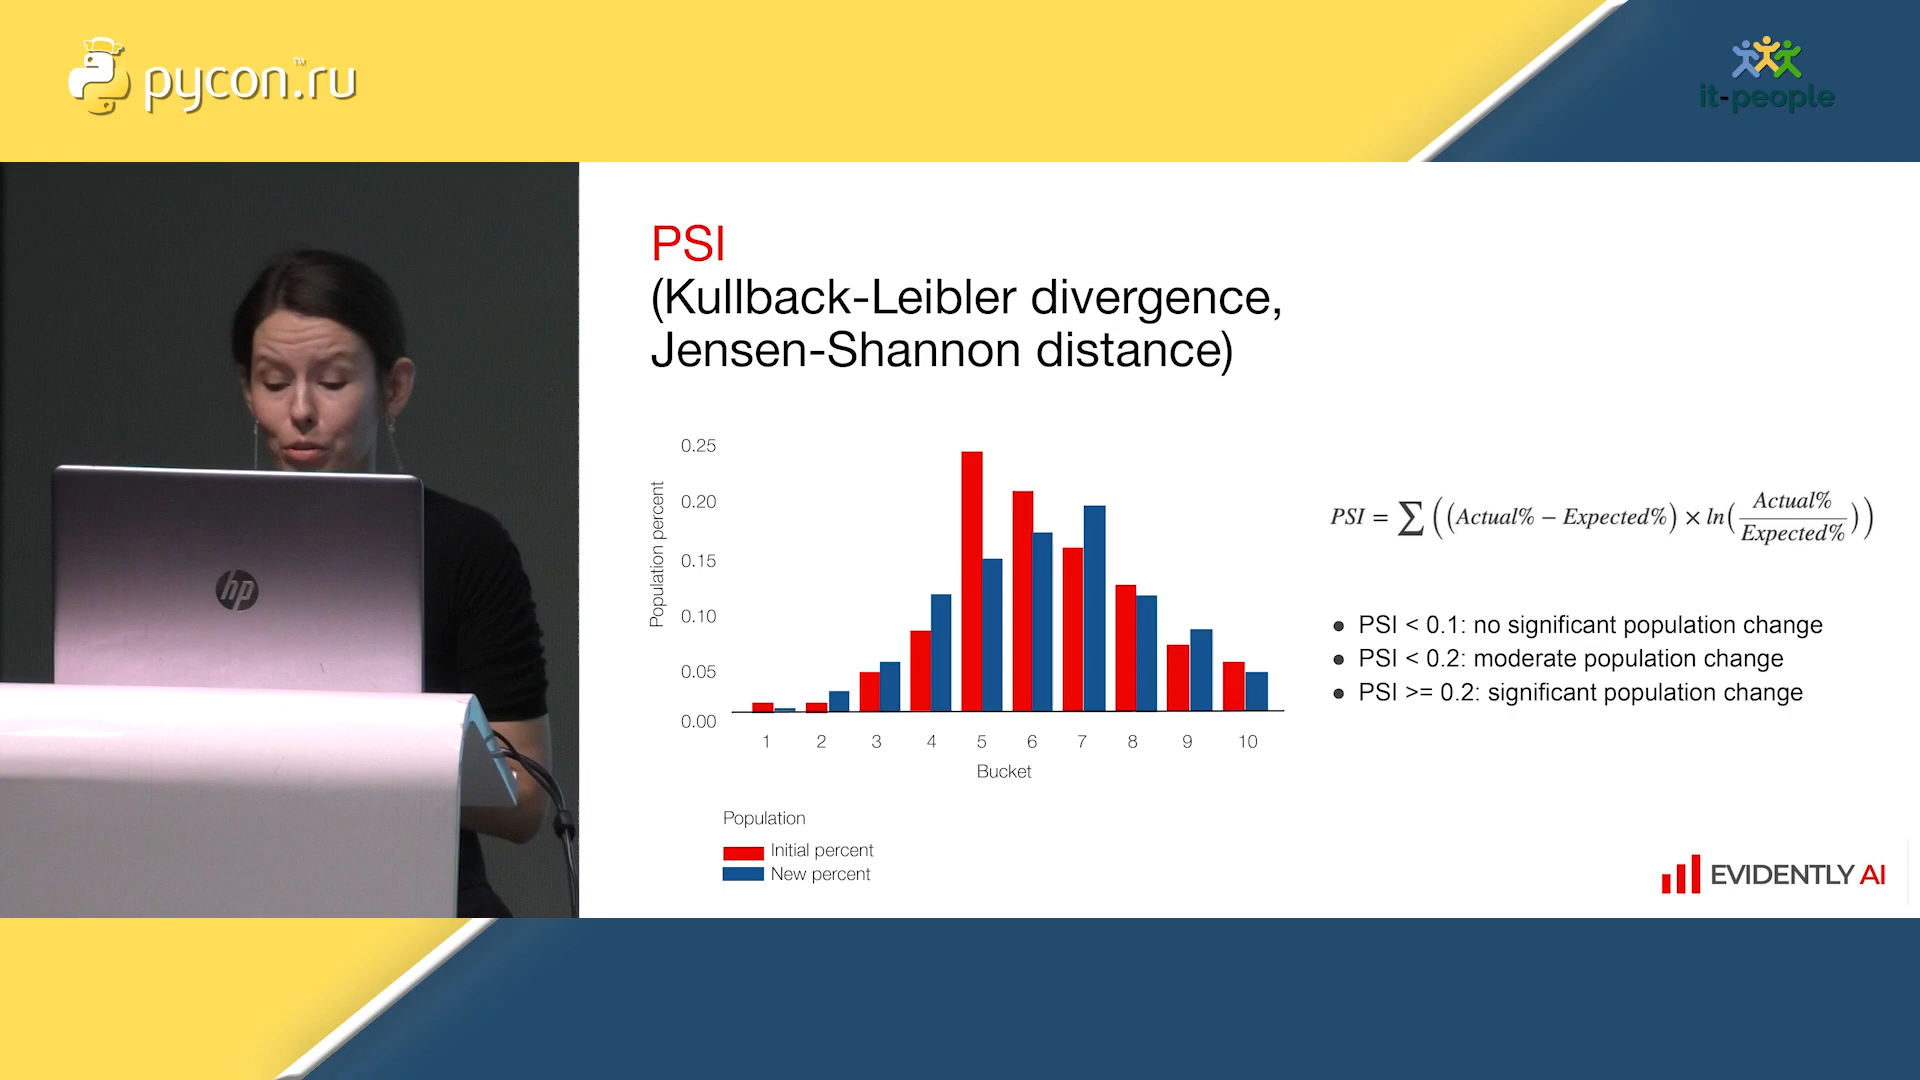 pycon.ru™
it-people
hp
PSI
(Kullback-Leibler divergence,
Jensen-Shannon distance)
Population percent
0.25
0.20
0.15
0.10
0.05
0.00
1 2 3 4 5 6 7 8 9 10
Bucket
Population
Initial percent
New percent
PSI = ∑ ((Actual% − Expected%) × ln(Actual%/Expected%))
● PSI < 0.1: no significant population change
● PSI < 0.2: moderate population change
● PSI >= 0.2: significant population change
EVIDENTLY AI